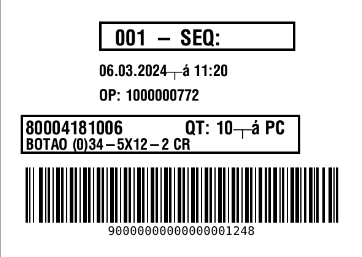 001 – SEQ:
06.03.2024┬á 11:20
OP: 1000000772
80004181006 QT: 10┬á PC
BOTAO (0)34–5X12–2 CR
90000000000000001248